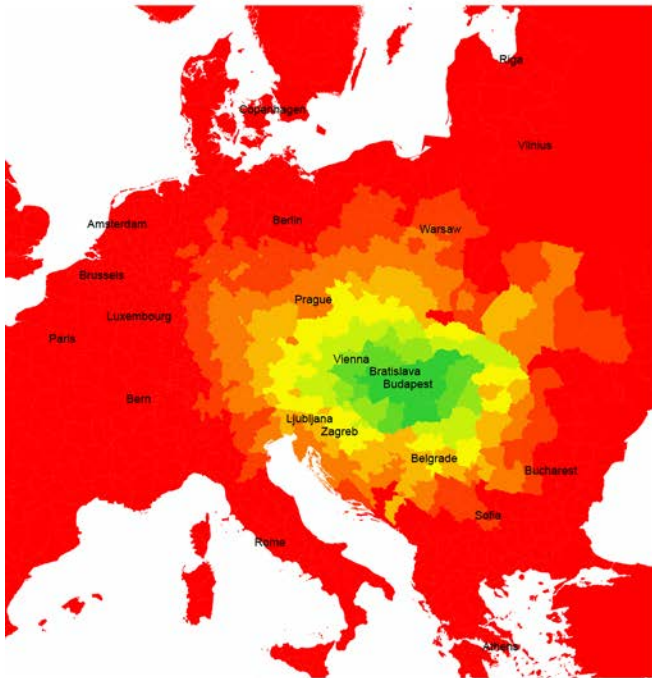 Riga
Copenhagen
Vilnius
Berlin
Amsterdam
Warsaw
Brussels
Prague
Luxembourg
Paris
Vienna
Bratislava
Budapest
Bern
Ljubljana
Zagreb
Belgrade
Bucharest
Sofia
Rome
Athens